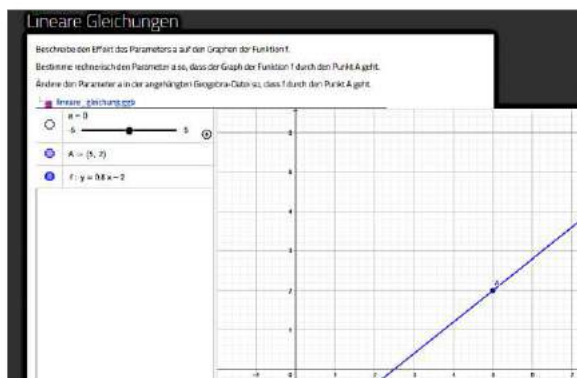 Lineare Gleichungen
Beschreibe den Effekt des Parameters a auf den Graphen der Funktion f.
Bestimme rechnerisch den Parameter a so, dass der Graph der Funktion f durch den Punkt A geht.
Ändere den Parameter a in der angehängten Geogebra-Datei so, dass f durch den Punkt A geht.
lineare_gleichung.ggb
a = 0
-5 5
A = (5, 2)
f : y = 0.8 x − 2
A